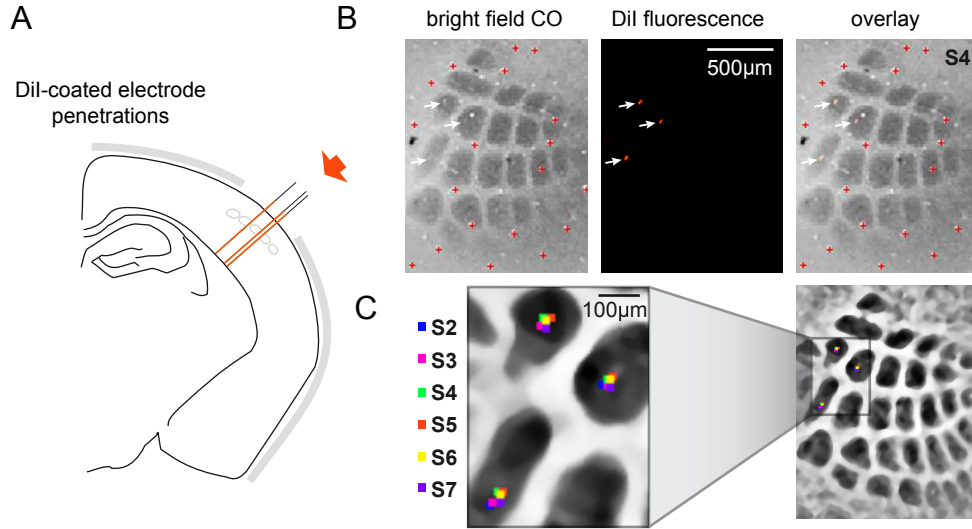 A
DiI-coated electrode
penetrations
B
bright field CO
DiI fluorescence
overlay
500µm
S4
C
100µm
S2
S3
S4
S5
S6
S7